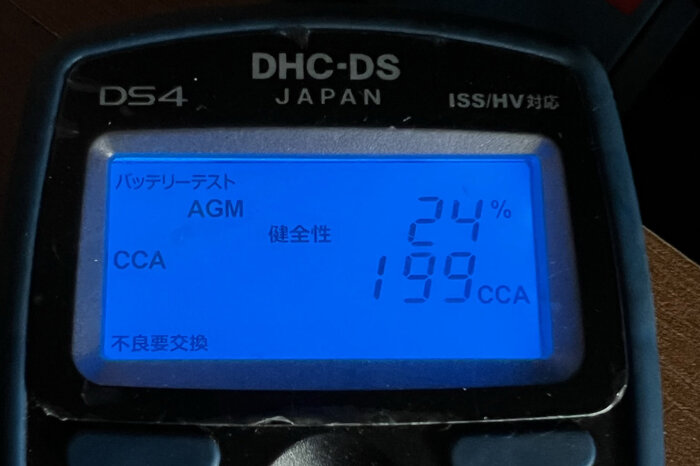 DHC-DS
DS4 JAPAN ISS/HV対応
バッテリーテスト
AGM 24%
健全性
CCA 199CCA
不良要交換